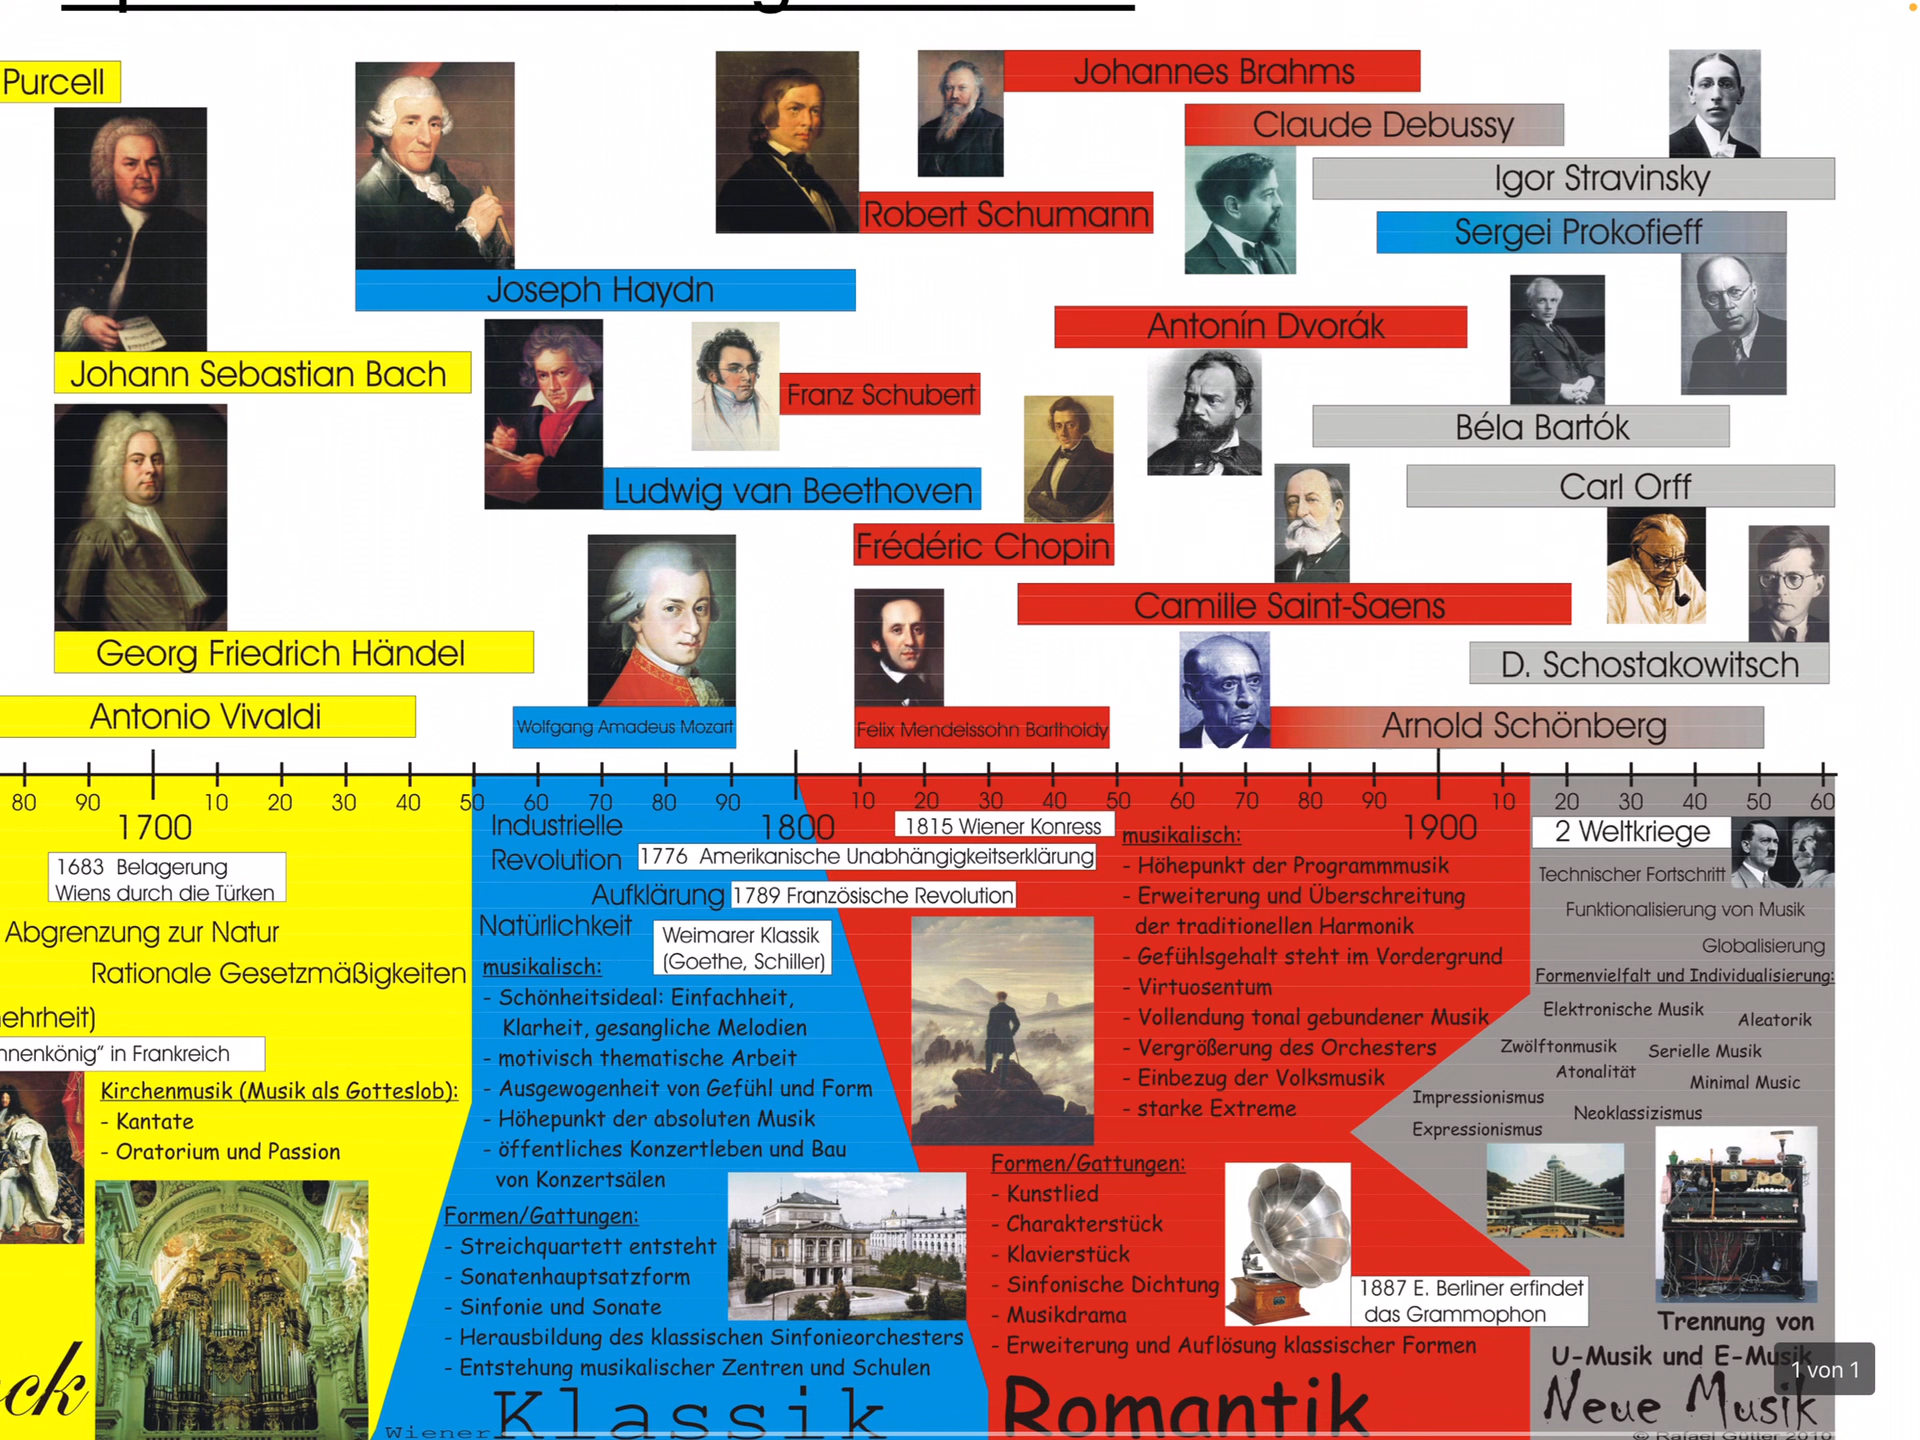 Purcell
Johannes Brahms
Claude Debussy
Igor Stravinsky
Robert Schumann
Sergei Prokofieff
Joseph Haydn
Antonín Dvorák
Johann Sebastian Bach
Franz Schubert
Béla Bartók
Ludwig van Beethoven
Carl Orff
Frédéric Chopin
Camille Saint-Saens
Georg Friedrich Händel
D. Schostakowitsch
Antonio Vivaldi
Wolfgang Amadeus Mozart
Felix Mendelssohn Bartholdy
Arnold Schönberg
80 90 10 20 30 40 50 60 70 80 90 10 20 30 40 50 60 70 80 90 10 20 30 40 50 60
1700 1800 1900
1683 Belagerung
Wiens durch die Türken
Abgrenzung zur Natur
Rationale Gesetzmäßigkeiten
ehrheit)
nnenkönig" in Frankreich
Kirchenmusik (Musik als Gotteslob):
- Kantate
- Oratorium und Passion
ck
Industrielle
Revolution
1776 Amerikanische Unabhängigkeitserklärung
Aufklärung
1789 Französische Revolution
Natürlichkeit
Weimarer Klassik
(Goethe, Schiller)
musikalisch:
- Schönheitsideal: Einfachheit,
Klarheit, gesangliche Melodien
- motivisch thematische Arbeit
- Ausgewogenheit von Gefühl und Form
- Höhepunkt der absoluten Musik
- öffentliches Konzertleben und Bau
von Konzertsälen
Formen/Gattungen:
- Streichquartett entsteht
- Sonatenhauptsatzform
- Sinfonie und Sonate
- Herausbildung des klassischen Sinfonieorchesters
- Entstehung musikalischer Zentren und Schulen
Wiener Klassik
1815 Wiener Konress
musikalisch:
- Höhepunkt der Programmmusik
- Erweiterung und Überschreitung
der traditionellen Harmonik
- Gefühlsgehalt steht im Vordergrund
- Virtuosentum
- Vollendung tonal gebundener Musik
- Vergrößerung des Orchesters
- Einbezug der Volksmusik
- starke Extreme
Formen/Gattungen:
- Kunstlied
- Charakterstück
- Klavierstück
- Sinfonische Dichtung
- Musikdrama
- Erweiterung und Auflösung klassischer Formen
1887 E. Berliner erfindet
das Grammophon
Romantik
2 Weltkriege
Technischer Fortschritt
Funktionalisierung von Musik
Globalisierung
Formenvielfalt und Individualisierung:
Elektronische Musik
Aleatorik
Zwölftonmusik
Serielle Musik
Atonalität
Minimal Music
Impressionismus
Neoklassizismus
Expressionismus
Trennung von
U-Musik und E-Musik
1 von 1
Neue Musik
© Rafael Gütter 2010